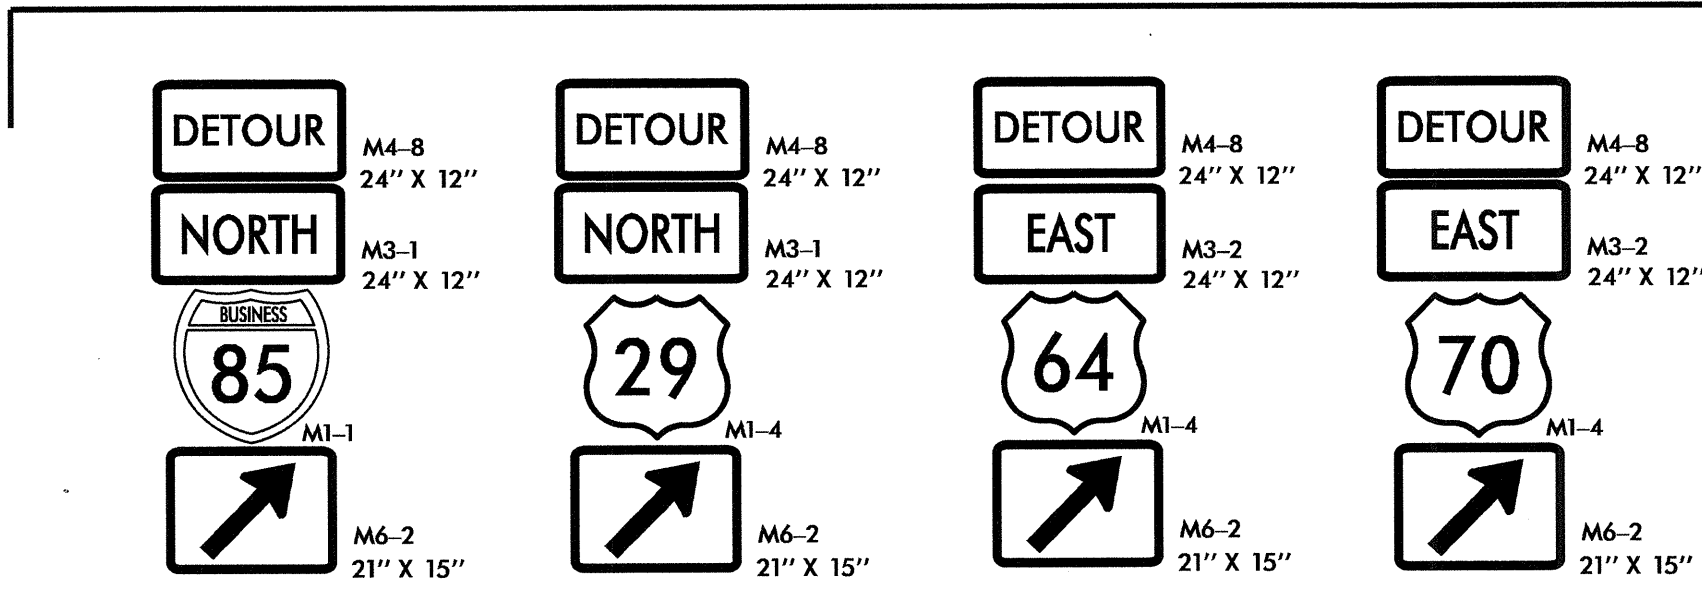 DETOUR
M4–8
24" X 12"
NORTH
M3–1
24" X 12"
BUSINESS
85
M1–1
M6–2
21" X 15"
DETOUR
M4–8
24" X 12"
NORTH
M3–1
24" X 12"
29
M1–4
M6–2
21" X 15"
DETOUR
M4–8
24" X 12"
EAST
M3–2
24" X 12"
64
M1–4
M6–2
21" X 15"
DETOUR
M4–8
24" X 12"
EAST
M3–2
24" X 12"
70
M1–4
M6–2
21" X 15"